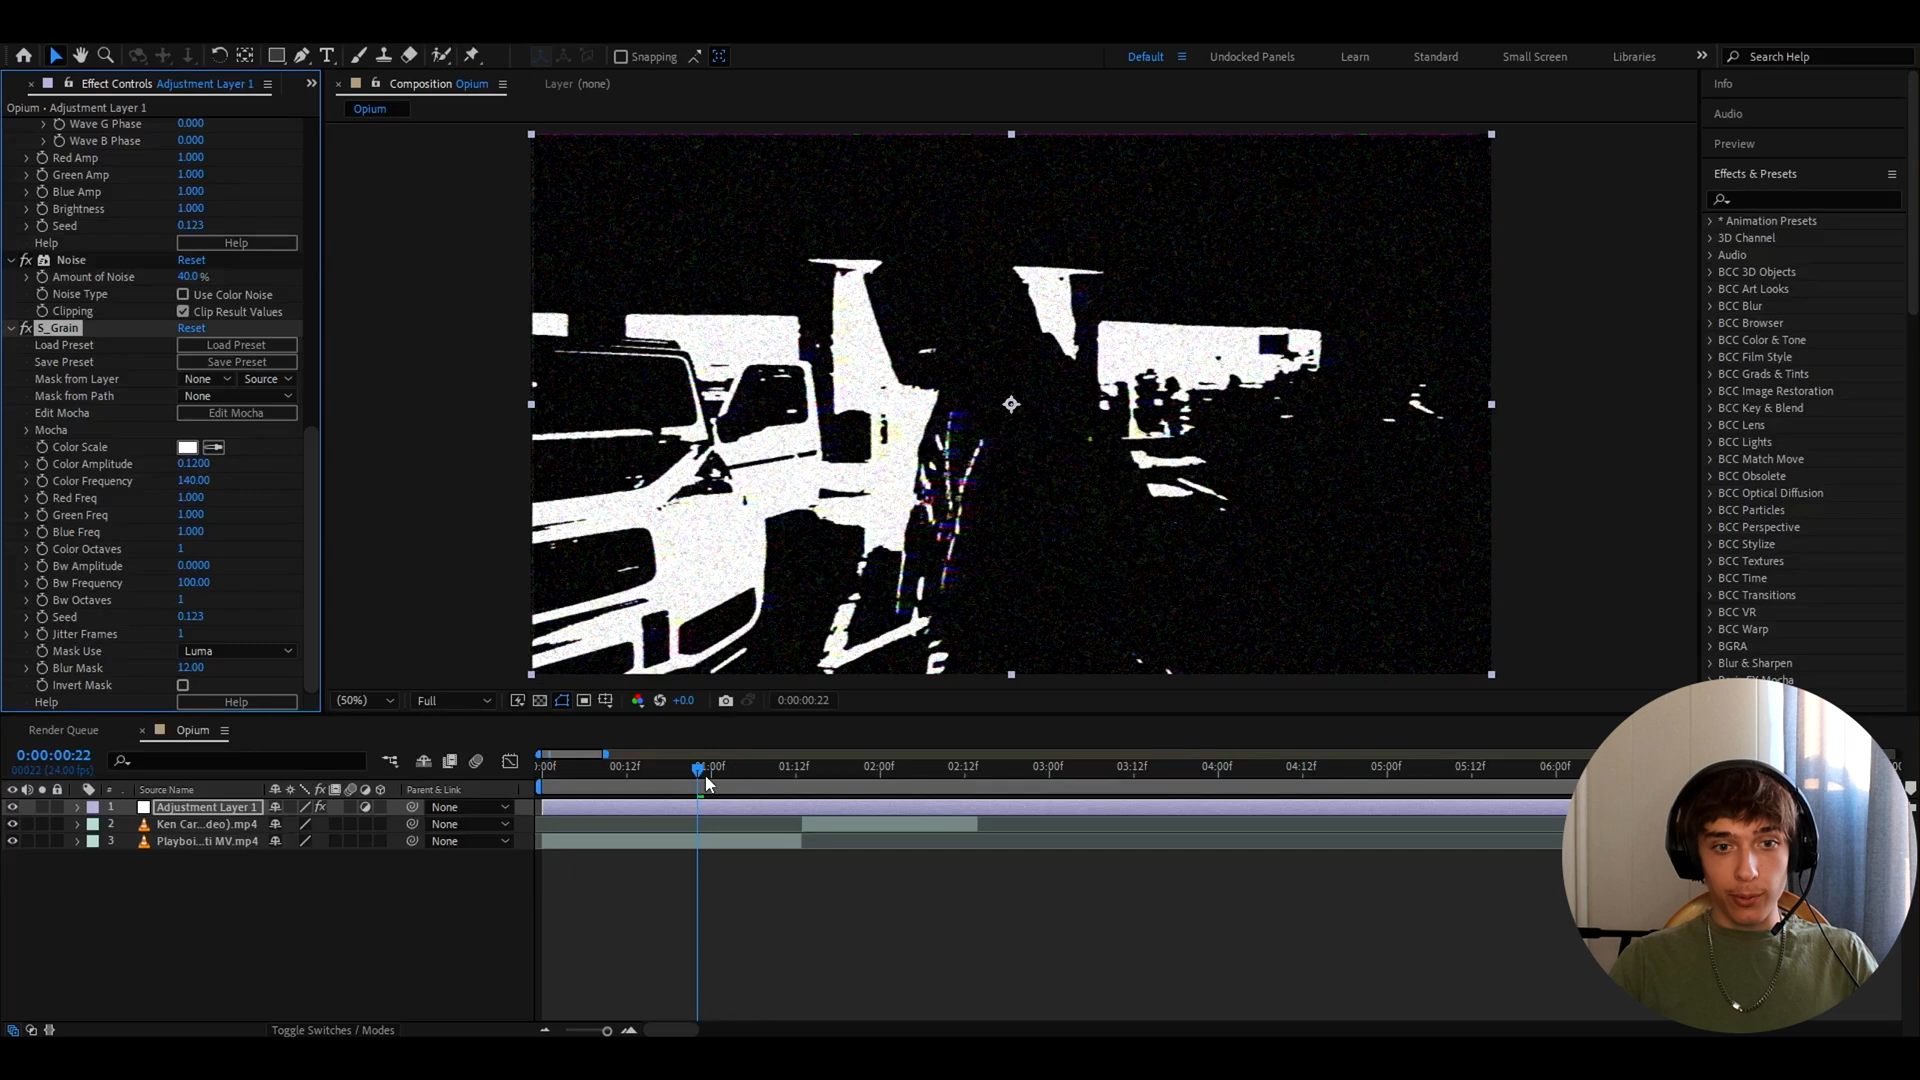 Snapping
Default
Undocked Panels
Learn
Standard
Small Screen
Libraries
Search Help
Effect Controls Adjustment Layer 1
Composition Opium
Layer (none)
Info
Opium • Adjustment Layer 1
Opium
Audio
Wave G Phase 0.000
Wave B Phase 0.000
Preview
Red Amp 1.000
Green Amp 1.000
Effects & Presets
Blue Amp 1.000
Brightness 1.000
Seed 0.123
Help Help
Noise Reset
Amount of Noise 40.0 %
Noise Type Use Color Noise
Clipping Clip Result Values
S_Grain Reset
Load Preset Load Preset
Save Preset Save Preset
Mask from Layer None Source
Mask from Path None
Edit Mocha Edit Mocha
Mocha
Color Scale
Color Amplitude 0.1200
Color Frequency 140.00
Red Freq 1.000
Green Freq 1.000
Blue Freq 1.000
Color Octaves 1
Bw Amplitude 0.0000
Bw Frequency 100.00
Bw Octaves 1
Seed 0.123
Jitter Frames 1
Mask Use Luma
Blur Mask 12.00
Invert Mask
Help Help
* Animation Presets
3D Channel
Audio
BCC 3D Objects
BCC Art Looks
BCC Blur
BCC Browser
BCC Color & Tone
BCC Film Style
BCC Grads & Tints
BCC Image Restoration
BCC Key & Blend
BCC Lens
BCC Lights
BCC Match Move
BCC Obsolete
BCC Optical Diffusion
BCC Particles
BCC Perspective
BCC Stylize
BCC Textures
BCC Time
BCC Transitions
BCC VR
BCC Warp
BGRA
Blur & Sharpen
(50%) Full +0.0 0:00:00:22
Render Queue
Opium
0:00:00:22
00022 (24.00 fps)
:00f 00:12f 01:00f 01:12f 02:00f 02:12f 03:00f 03:12f 04:00f 04:12f 05:00f 05:12f 06:00f
# Source Name fx Parent & Link
1 Adjustment Layer 1 fx None
2 Ken Car...deo).mp4 None
3 Playboi...ti MV.mp4 None
Toggle Switches / Modes